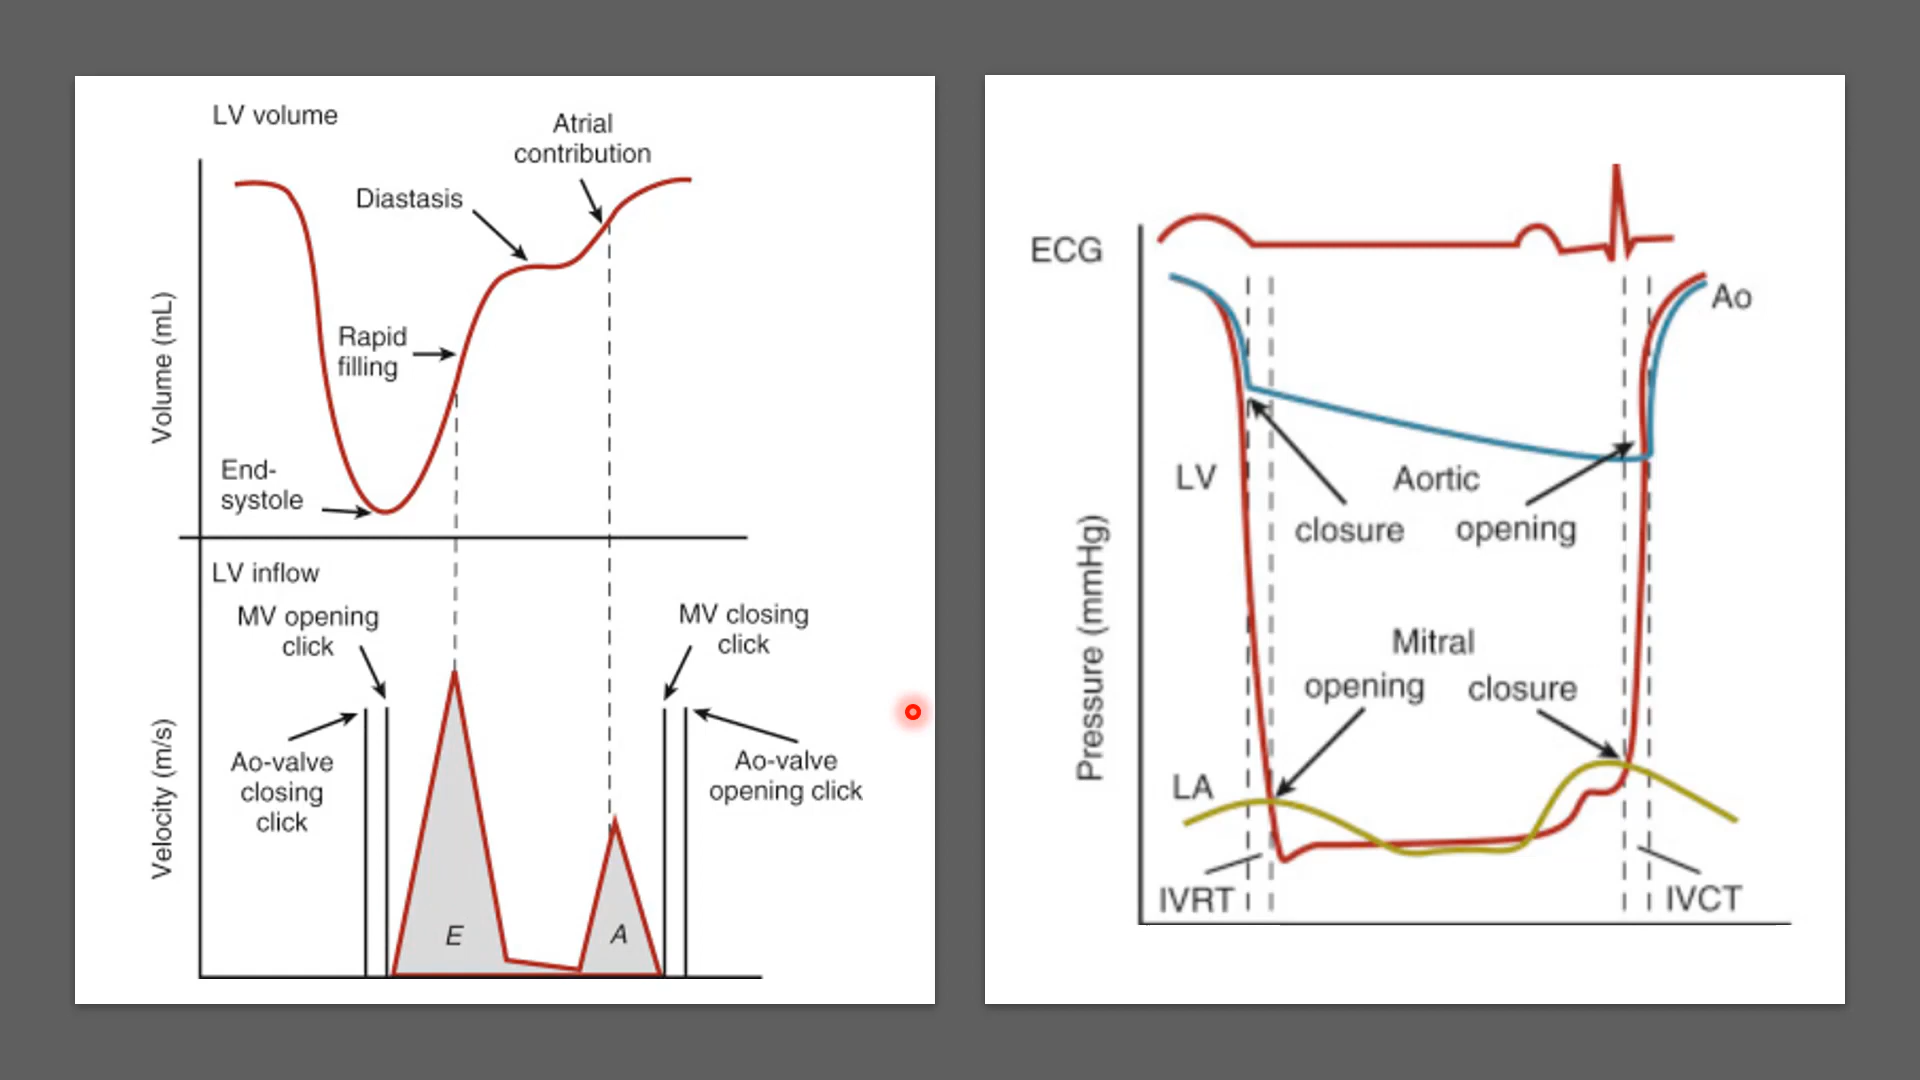 LV volume
Atrial
contribution
Diastasis
Rapid
filling
End-
systole
Volume (mL)
LV inflow
MV opening
click
MV closing
click
Ao-valve
closing
click
Ao-valve
opening click
E
A
Velocity (m/s)
ECG
Ao
LV
Aortic
closure
opening
Mitral
opening
closure
LA
IVRT
IVCT
Pressure (mmHg)